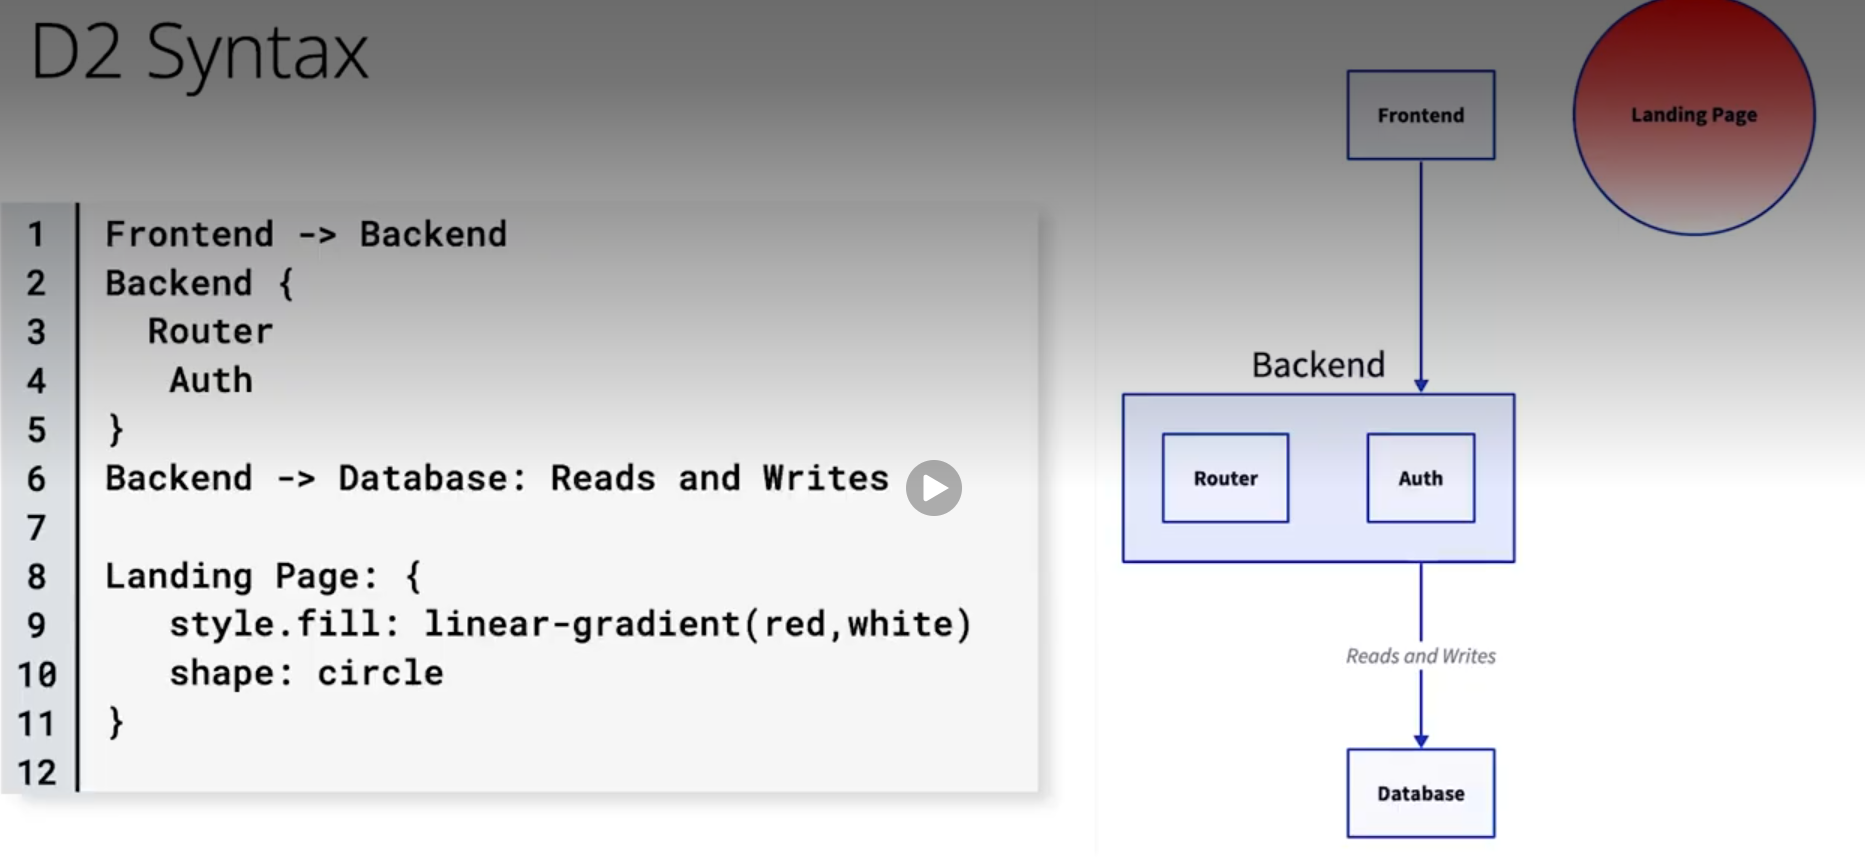 D2 Syntax
1 Frontend -> Backend
2 Backend {
3 Router
4 Auth
5 }
6 Backend -> Database: Reads and Writes
7
8 Landing Page: {
9 style.fill: linear-gradient(red,white)
10 shape: circle
11 }
12
Frontend
Landing Page
Backend
Router
Auth
Reads and Writes
Database